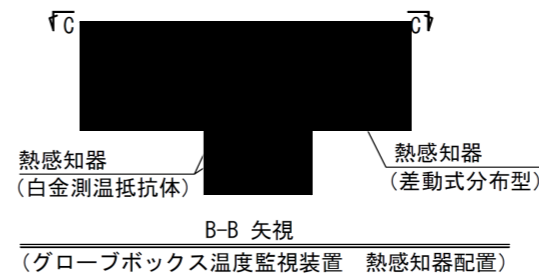 C C
熱感知器
(白金測温抵抗体)
熱感知器
(差動式分布型)
B-B 矢視
(グローブボックス温度監視装置　熱感知器配置)